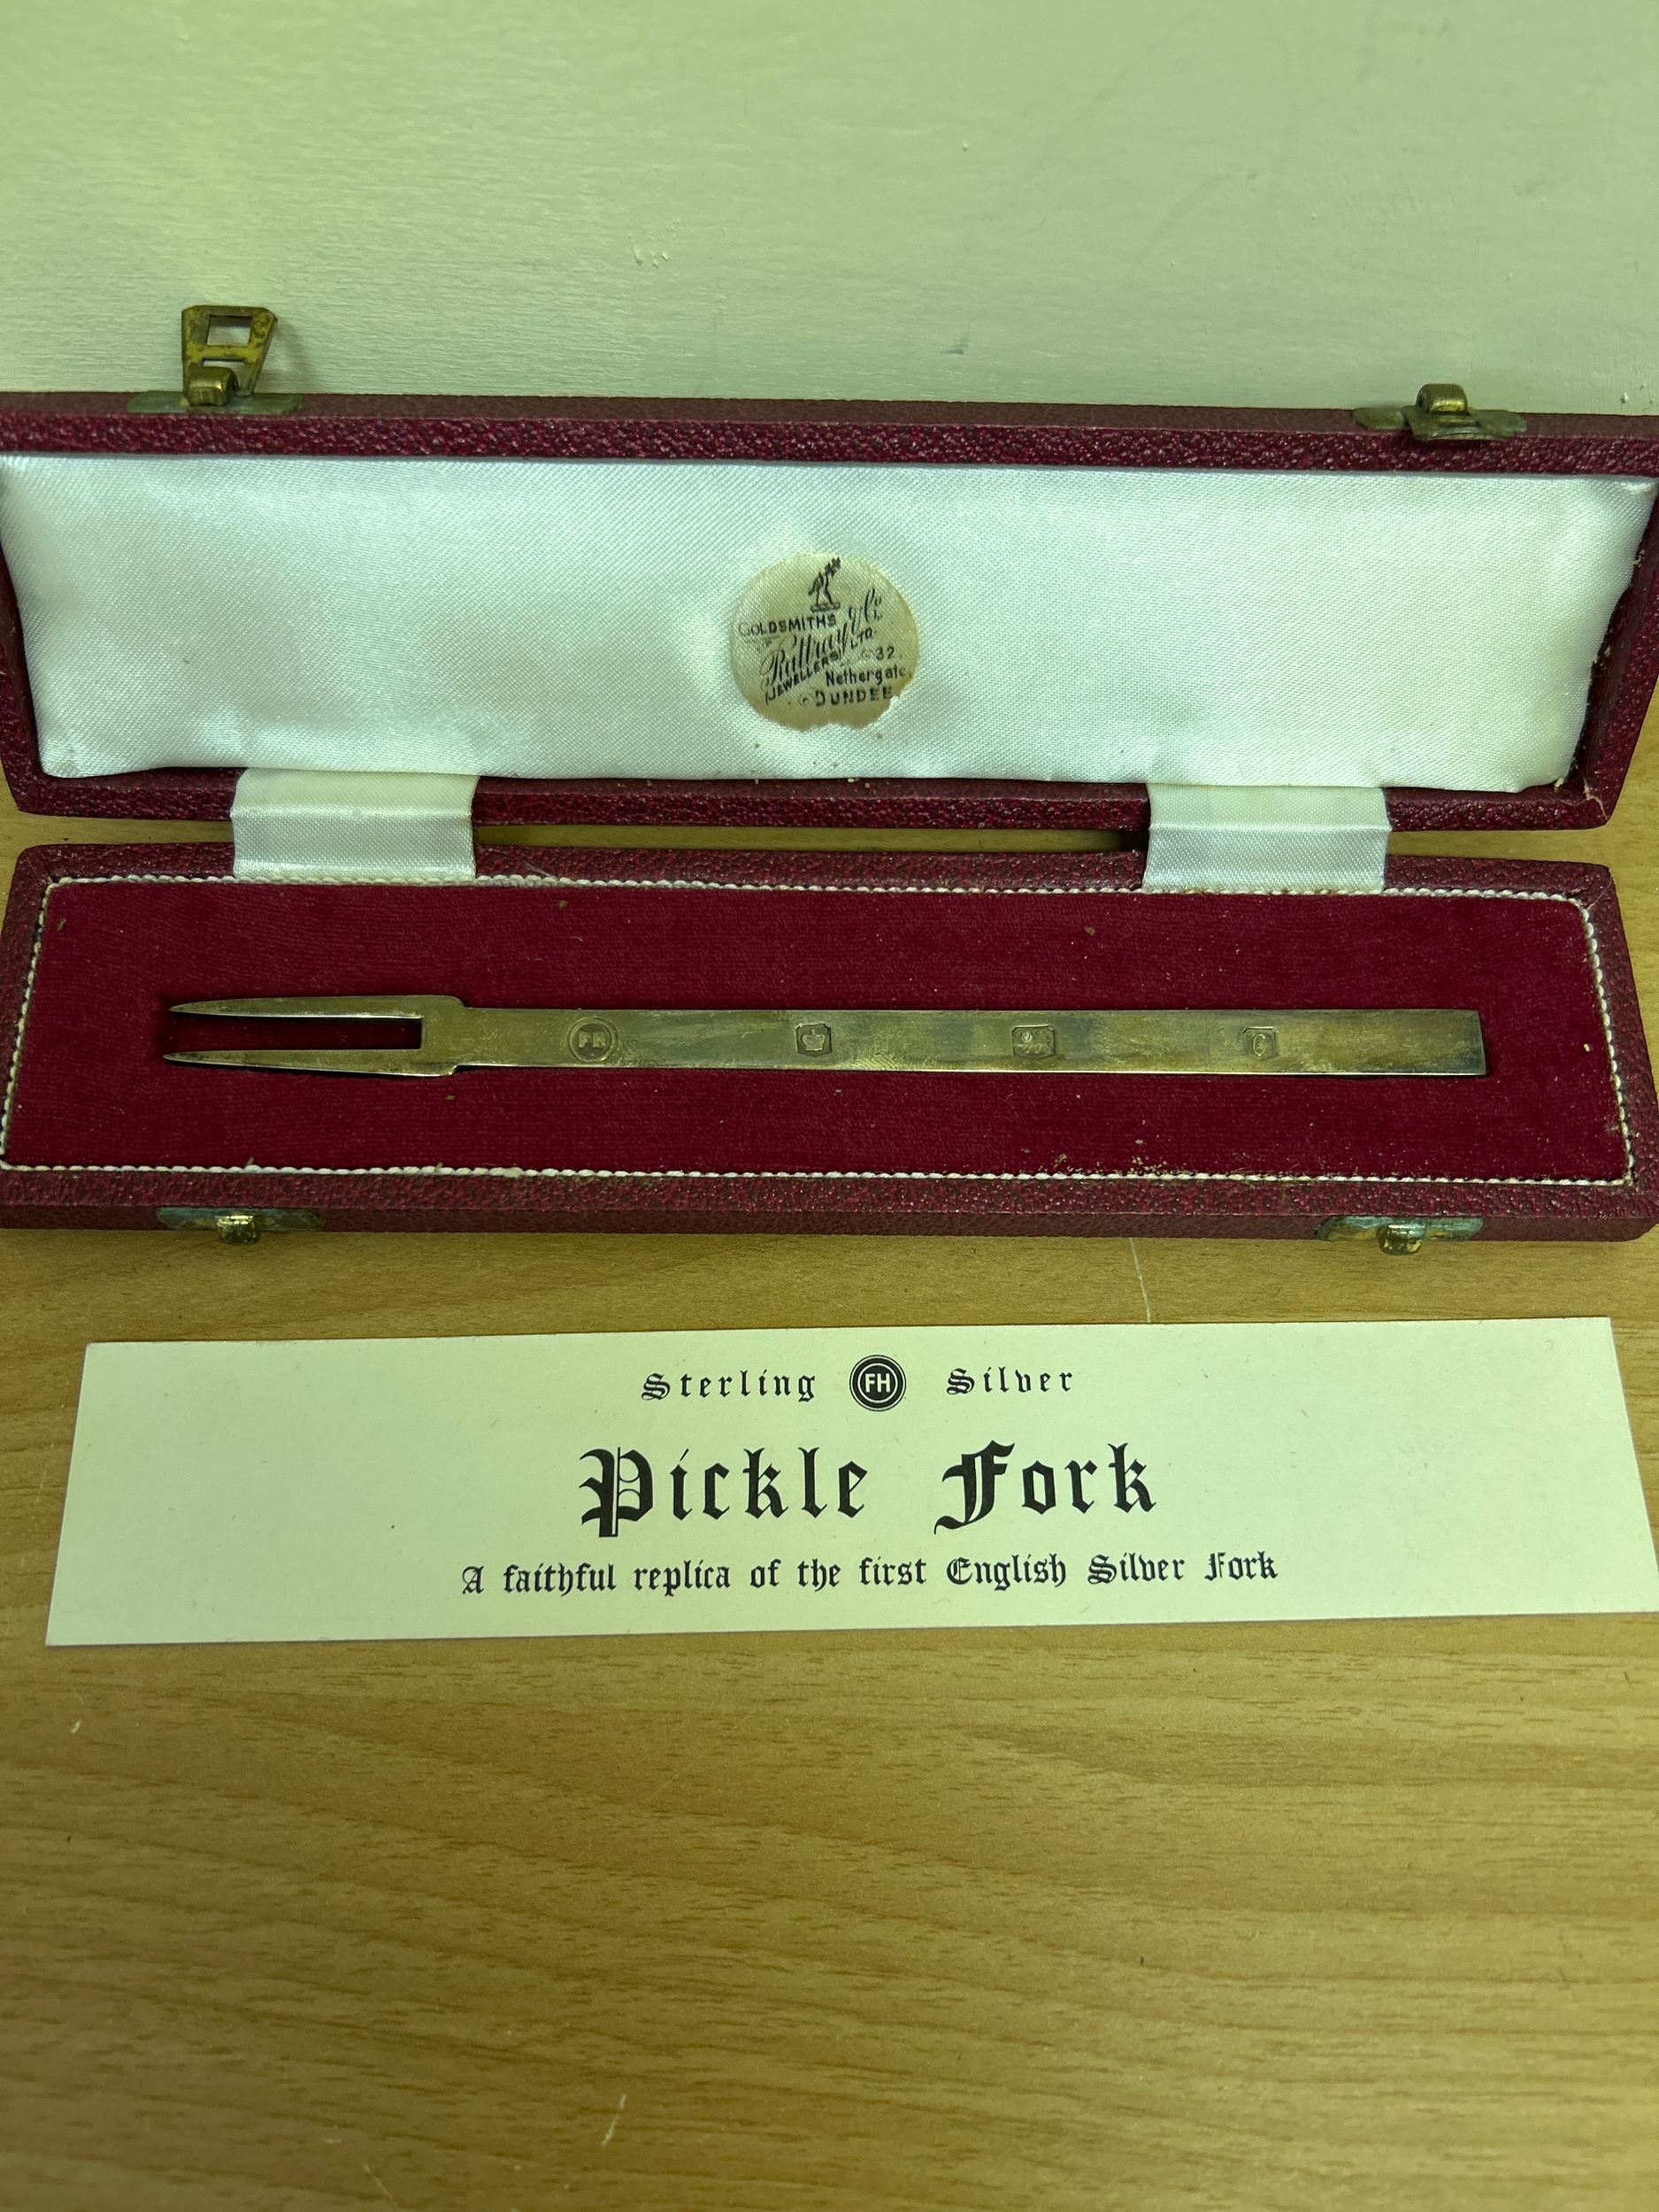 GOLDSMITHS
Rattray & Co
(JEWELLERS) LTD.
32
Nethergate
DUNDEE
FH
C
Sterling FH Silver
Pickle Fork
A faithful replica of the first English Silver Fork